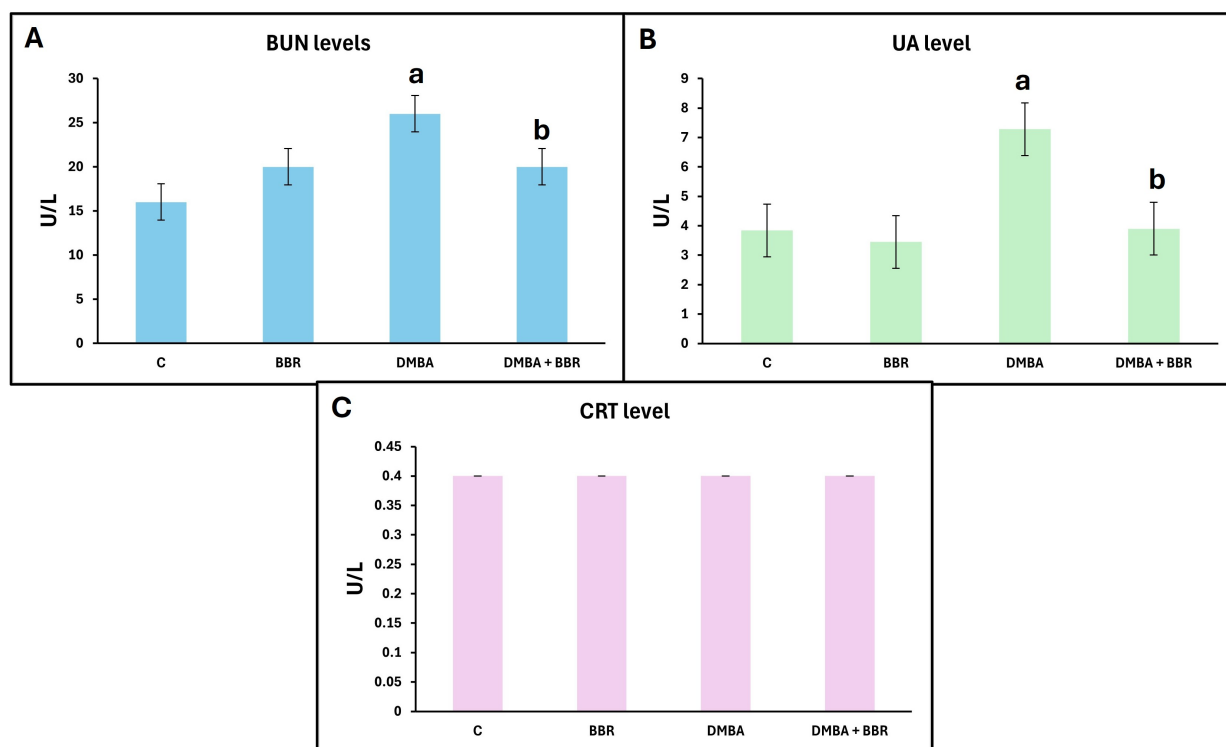 A
BUN levels
30
25
20
15
10
5
0
U/L
a
b
C BBR DMBA DMBA + BBR
B
UA level
9
8
7
6
5
4
3
2
1
0
U/L
a
b
C BBR DMBA DMBA + BBR
C
CRT level
0.45
0.4
0.35
0.3
0.25
0.2
0.15
0.1
0.05
0
U/L
C BBR DMBA DMBA + BBR